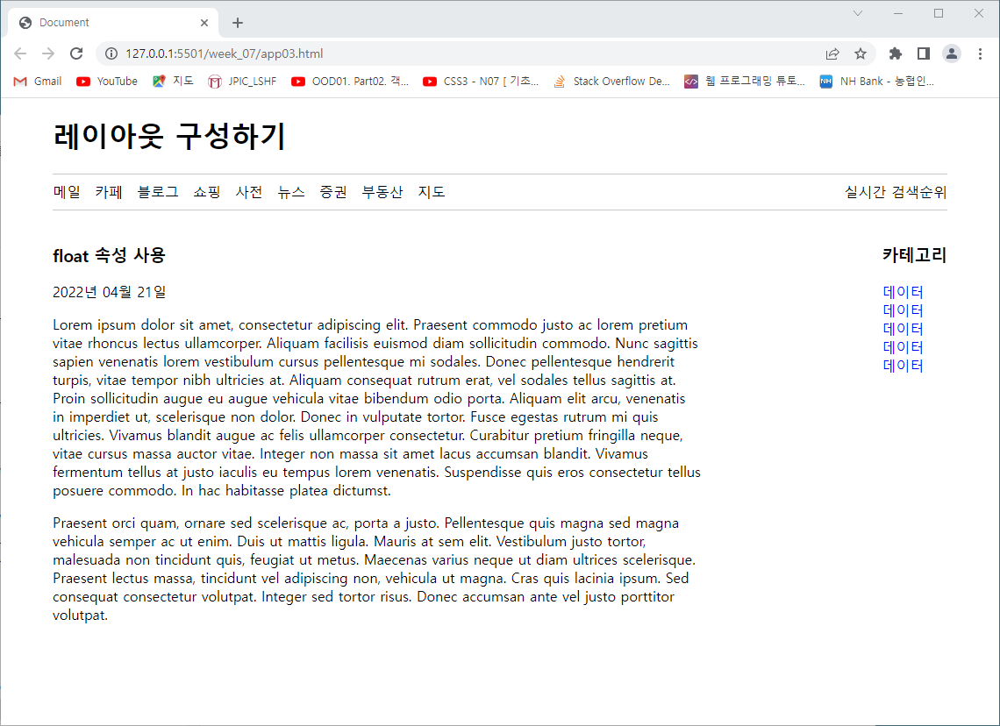 Document
127.0.0.1:5501/week_07/app03.html
Gmail YouTube 지도 JPIC_LSHF OOD01. Part02. 객... CSS3 - N07 [ 기초... Stack Overflow De... 웹 프로그래밍 튜토... NH Bank - 농협인...
레이아웃 구성하기
메일 카페 블로그 쇼핑 사전 뉴스 증권 부동산 지도 실시간 검색순위
float 속성 사용
2022년 04월 21일
Lorem ipsum dolor sit amet, consectetur adipiscing elit. Praesent commodo justo ac lorem pretium
vitae rhoncus lectus ullamcorper. Aliquam facilisis euismod diam sollicitudin commodo. Nunc sagittis
sapien venenatis lorem vestibulum cursus pellentesque mi sodales. Donec pellentesque hendrerit
turpis, vitae tempor nibh ultricies at. Aliquam consequat rutrum erat, vel sodales tellus sagittis at.
Proin sollicitudin augue eu augue vehicula vitae bibendum odio porta. Aliquam elit arcu, venenatis
in imperdiet ut, scelerisque non dolor. Donec in vulputate tortor. Fusce egestas rutrum mi quis
ultricies. Vivamus blandit augue ac felis ullamcorper consectetur. Curabitur pretium fringilla neque,
vitae cursus massa auctor vitae. Integer non massa sit amet lacus accumsan blandit. Vivamus
fermentum tellus at justo iaculis eu tempus lorem venenatis. Suspendisse quis eros consectetur tellus
posuere commodo. In hac habitasse platea dictumst.
Praesent orci quam, ornare sed scelerisque ac, porta a justo. Pellentesque quis magna sed magna
vehicula semper ac ut enim. Duis ut mattis ligula. Mauris at sem elit. Vestibulum justo tortor,
malesuada non tincidunt quis, feugiat ut metus. Maecenas varius neque ut diam ultrices scelerisque.
Praesent lectus massa, tincidunt vel adipiscing non, vehicula ut magna. Cras quis lacinia ipsum. Sed
consequat consectetur volutpat. Integer sed tortor risus. Donec accumsan ante vel justo porttitor
volutpat.
카테고리
데이터
데이터
데이터
데이터
데이터